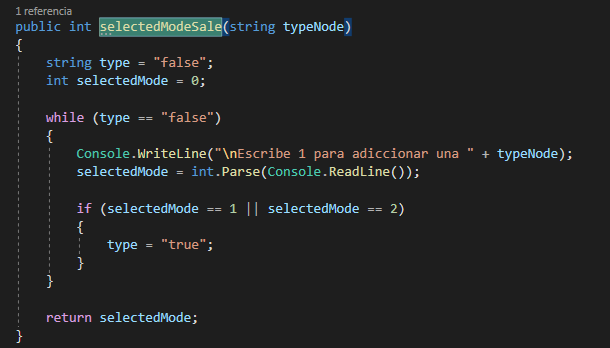 1 referencia
public int selectedModeSale(string typeNode)
{
string type = "false";
int selectedMode = 0;
while (type == "false")
{
Console.WriteLine("\nEscribe 1 para adiccionar una " + typeNode);
selectedMode = int.Parse(Console.ReadLine());
if (selectedMode == 1 || selectedMode == 2)
{
type = "true";
}
}
return selectedMode;
}